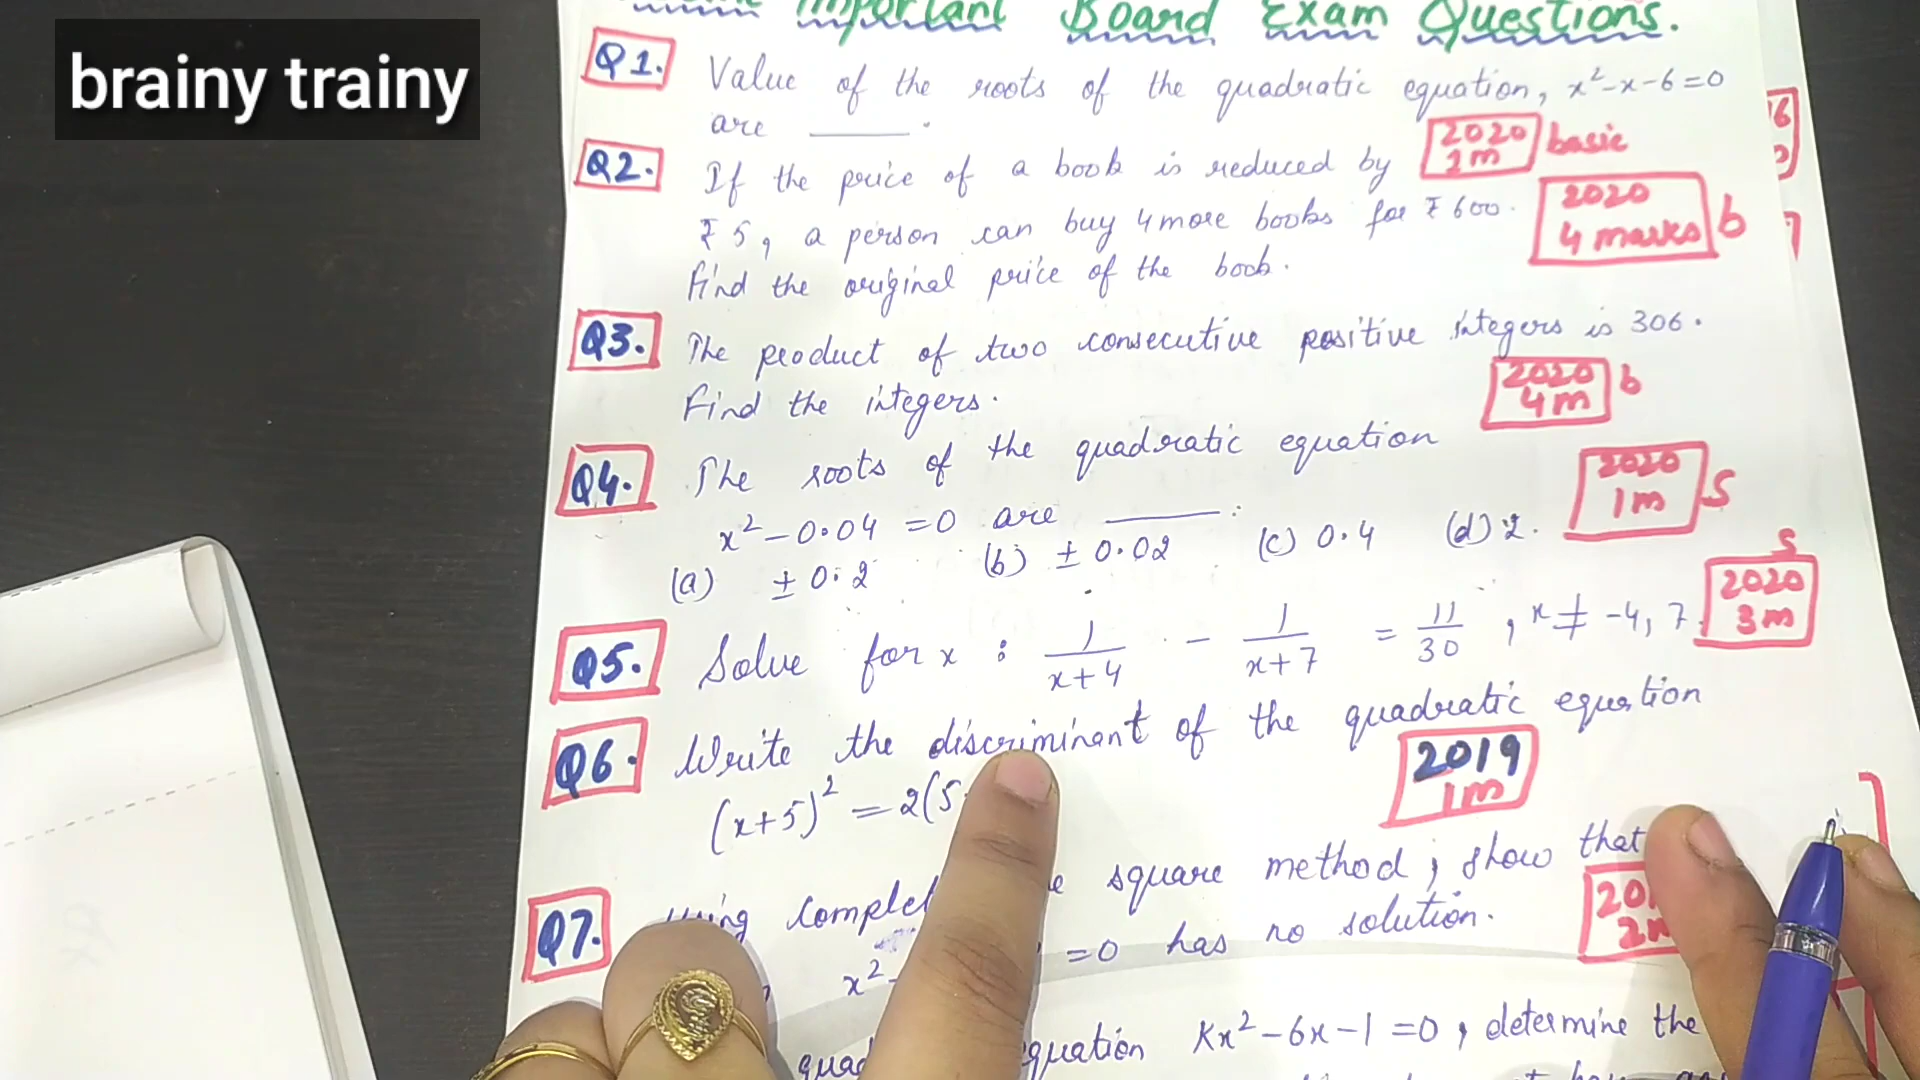 brainy trainy
Important Board Exam Questions.
Q1. Value of the roots of the quadratic equation, x²-x-6=0
are ______.
2020 1m basic
Q2. If the price of a book is reduced by
₹5, a person can buy 4 more books for ₹600.
Find the original price of the book.
2020 4 marks b
Q3. The product of two consecutive positive integers is 306.
Find the integers.
2020 4m b
Q4. The roots of the quadratic equation
x²-0.04 =0 are ______.
2020 1m S
(a) ±0.2 (b) ±0.02 (c) 0.4 (d) 2.
Q5. Solve for x : 1/(x+4) - 1/(x+7) = 11/30, x ≠ -4, 7.
S 2020 3m
Q6. Write the discriminant of the quadratic equation
(x+5)² = 2(5
2019 1m
Q7. square method, show that
x² =0 has no solution.
2m
equation Kx²-6x-1=0, determine the